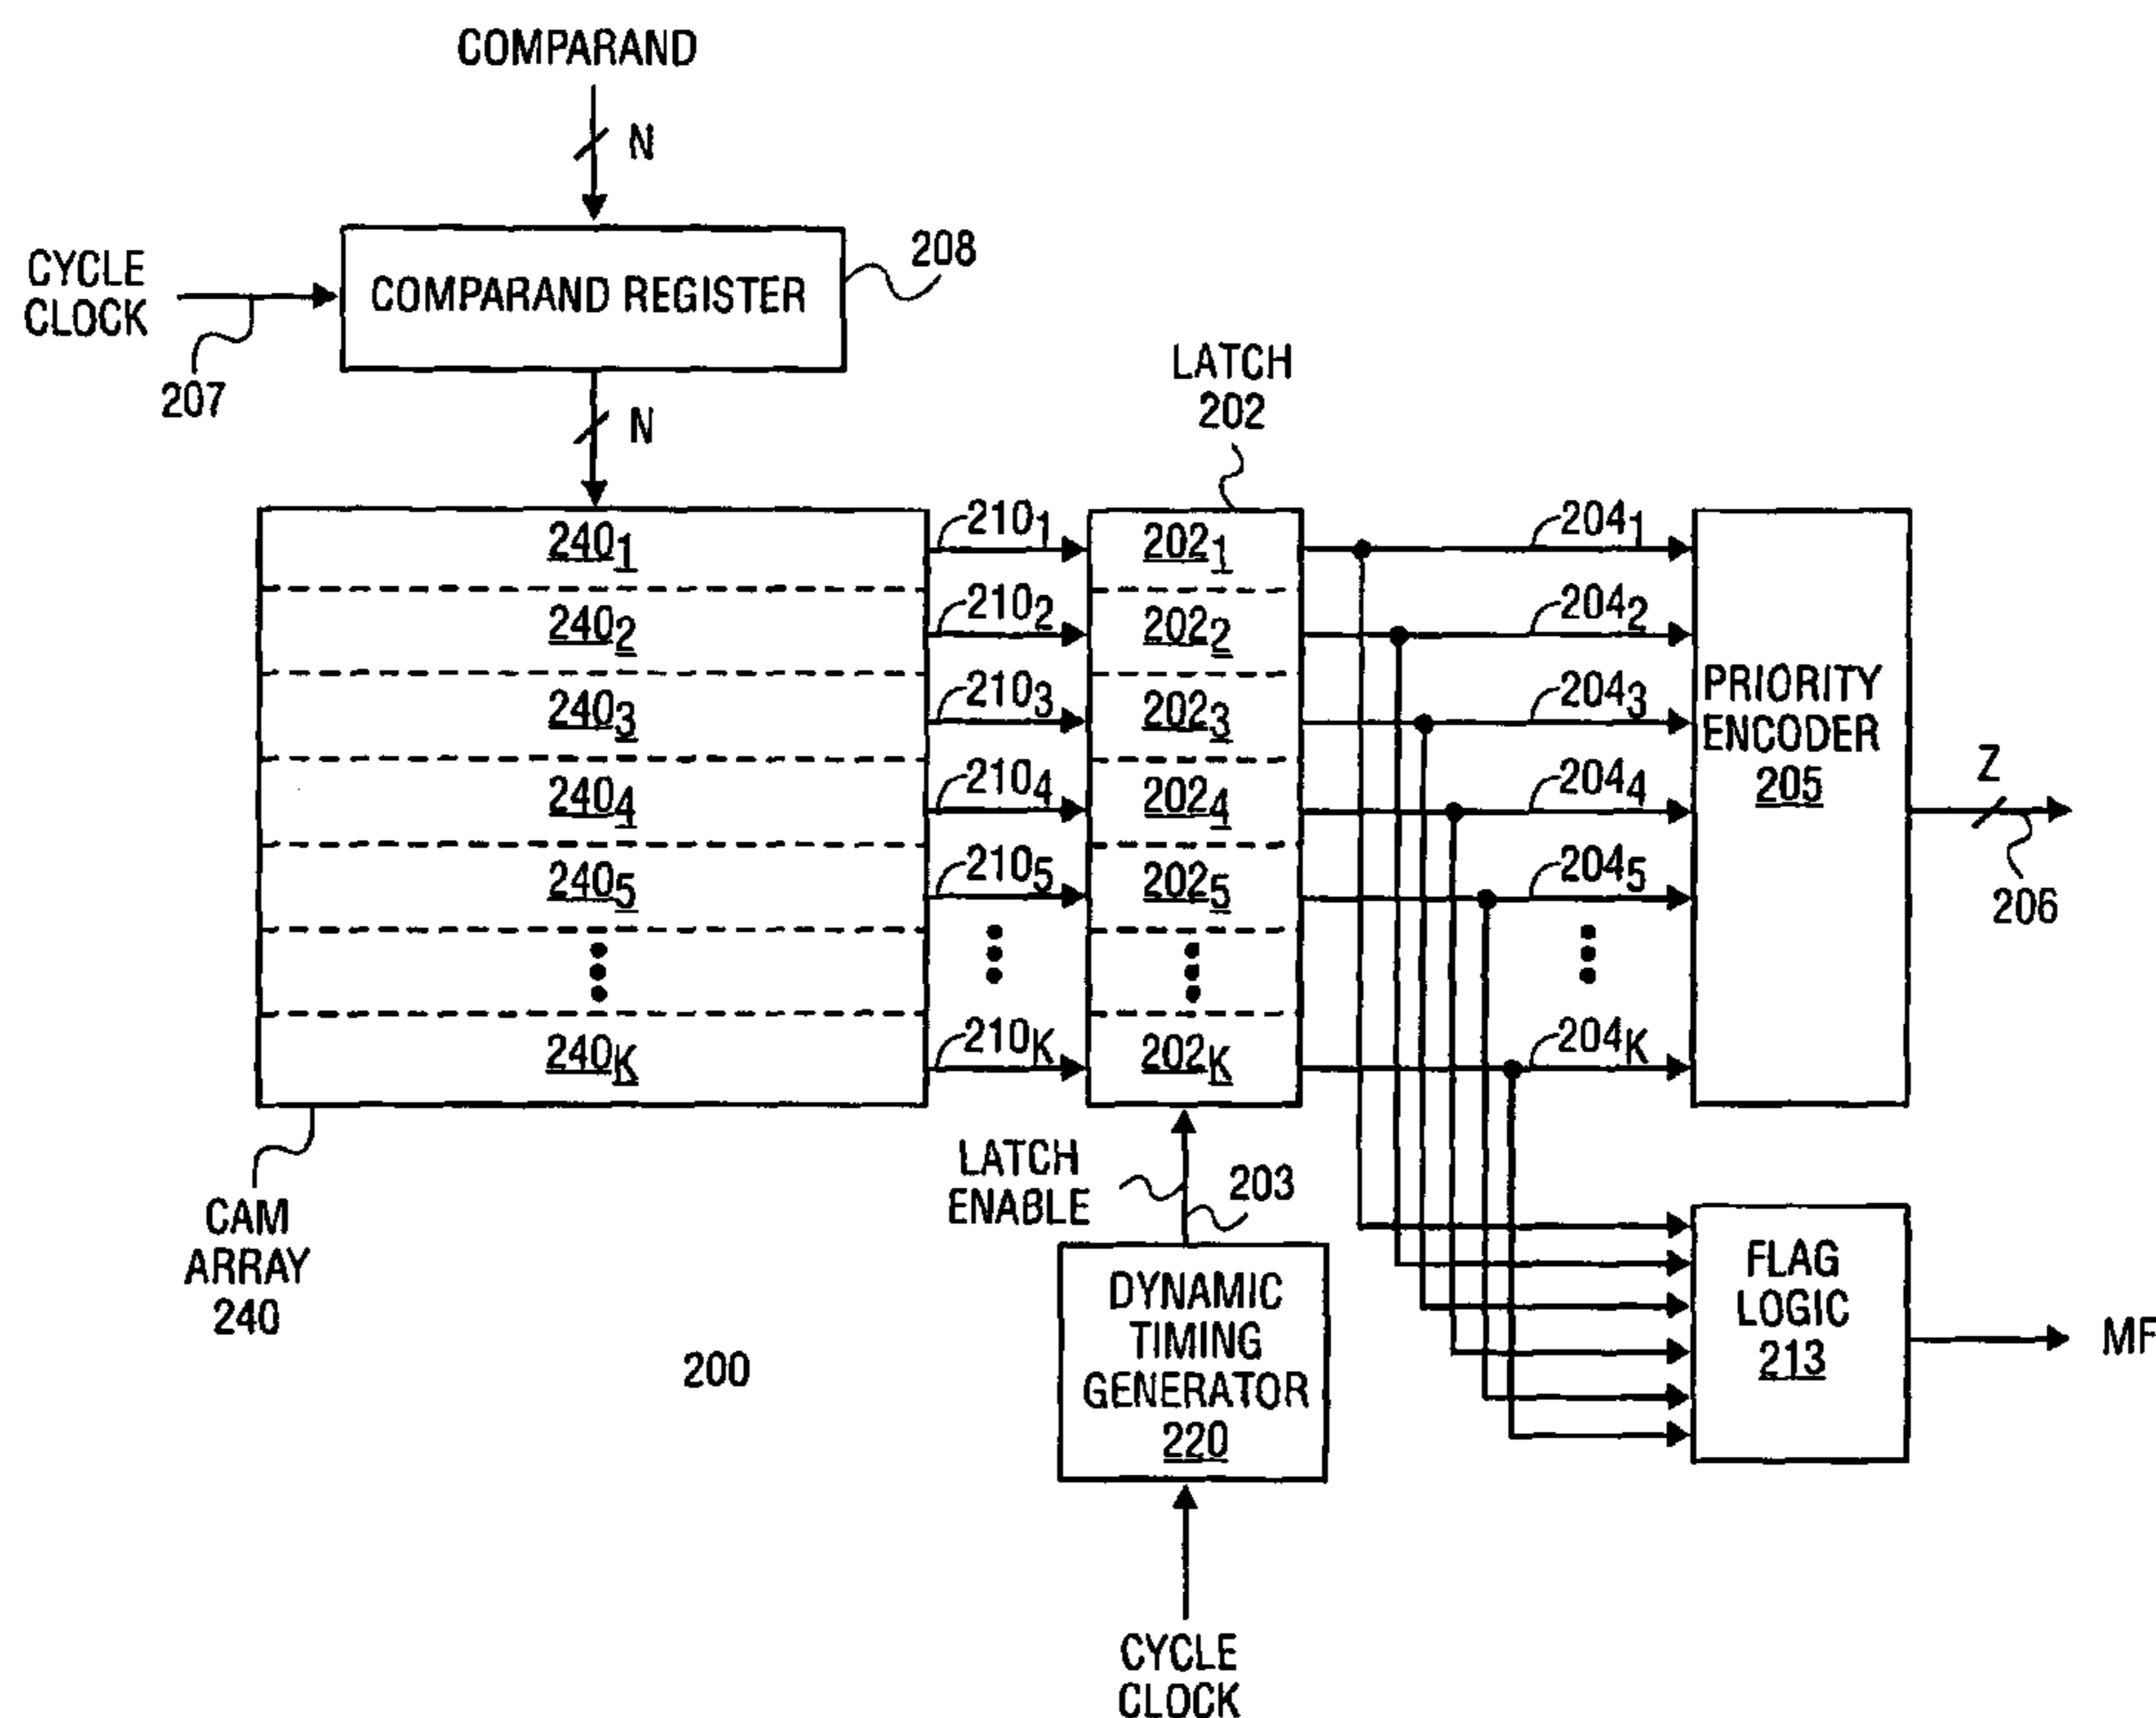 COMPARAND
N
CYCLE
CLOCK
207
COMPARAND REGISTER
208
N
LATCH
202
240₁
240₂
240₃
240₄
240₅
240K
210₁
210₂
210₃
210₄
210₅
210K
202₁
202₂
202₃
202₄
202₅
202K
204₁
204₂
204₃
204₄
204₅
204K
PRIORITY
ENCODER
205
Z
206
CAM
ARRAY
240
LATCH
ENABLE
203
200
DYNAMIC
TIMING
GENERATOR
220
FLAG
LOGIC
213
MF
CYCLE
CLOCK